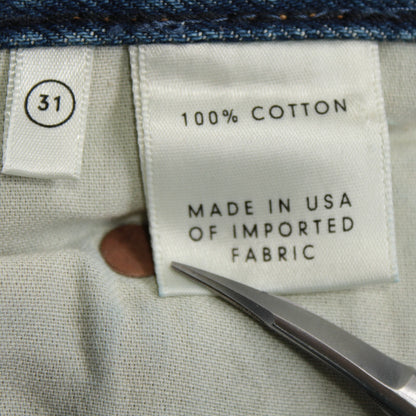 31
100% COTTON
MADE IN USA
OF IMPORTED
FABRIC